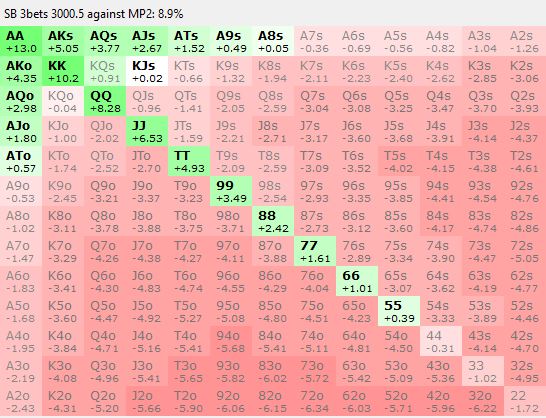 SB 3bets 3000.5 against MP2: 8.9%
AA AKs AQs AJs ATs A9s A8s A7s A6s A5s A4s A3s A2s
+13.0 +5.05 +3.77 +2.67 +1.52 +0.49 +0.05 -0.36 -0.69 -0.56 -0.82 -1.04 -1.26
AKo KK KQs KJs KTs K9s K8s K7s K6s K5s K4s K3s K2s
+4.35 +10.2 +0.91 +0.02 -0.66 -1.32 -1.94 -2.11 -2.23 -2.40 -2.62 -2.85 -3.06
AQo KQo QQ QJs QTs Q9s Q8s Q7s Q6s Q5s Q4s Q3s Q2s
+2.98 -0.04 +8.28 -0.96 -1.41 -2.05 -2.59 -3.04 -3.08 -3.25 -3.47 -3.70 -3.93
AJo KJo QJo JJ JTs J9s J8s J7s J6s J5s J4s J3s J2s
+1.80 -1.00 -2.02 +6.53 -1.59 -2.21 -2.71 -3.17 -3.60 -3.68 -3.91 -4.14 -4.37
ATo KTo QTo JTo TT T9s T8s T7s T6s T5s T4s T3s T2s
+0.57 -1.74 -2.52 -2.70 +4.93 -2.09 -2.59 -3.09 -3.52 -4.02 -4.15 -4.38 -4.61
A9o K9o Q9o J9o T9o 99 98s 97s 96s 95s 94s 93s 92s
-0.53 -2.45 -3.21 -3.37 -3.23 +3.49 -2.54 -2.93 -3.35 -3.85 -4.41 -4.54 -4.76
A8o K8o Q8o J8o T8o 98o 88 87s 86s 85s 84s 83s 82s
-1.02 -3.11 -3.78 -3.88 -3.75 -3.71 +2.42 -2.73 -3.12 -3.60 -4.17 -4.74 -4.86
A7o K7o Q7o J7o T7o 97o 87o 77 76s 75s 74s 73s 72s
-1.47 -3.29 -4.26 -4.38 -4.27 -4.11 -3.88 +1.61 -2.89 -3.34 -3.90 -4.47 -5.05
A6o K6o Q6o J6o T6o 96o 86o 76o 66 65s 64s 63s 62s
-1.83 -3.41 -4.30 -4.83 -4.74 -4.55 -4.29 -4.04 +1.01 -3.07 -3.62 -4.19 -4.77
A5o K5o Q5o J5o T5o 95o 85o 75o 65o 55 54s 53s 52s
-1.68 -3.60 -4.47 -4.92 -5.27 -5.08 -4.80 -4.51 -4.23 +0.39 -3.33 -3.89 -4.46
A4o K4o Q4o J4o T4o 94o 84o 74o 64o 54o 44 43s 42s
-1.95 -3.84 -4.71 -5.16 -5.41 -5.68 -5.41 -5.11 -4.81 -4.50 -0.31 -4.14 -4.70
A3o K3o Q3o J3o T3o 93o 83o 73o 63o 53o 43o 33 32s
-2.19 -4.08 -4.96 -5.41 -5.65 -5.82 -6.02 -5.72 -5.42 -5.09 -5.36 -1.02 -4.95
A2o K2o Q2o J2o T2o 92o 82o 72o 62o 52o 42o 32o 22
-2.43 -4.31 -5.20 -5.66 -5.90 -6.06 -6.15 -6.34 -6.03 -5.71 -5.96 -6.22 -1.72